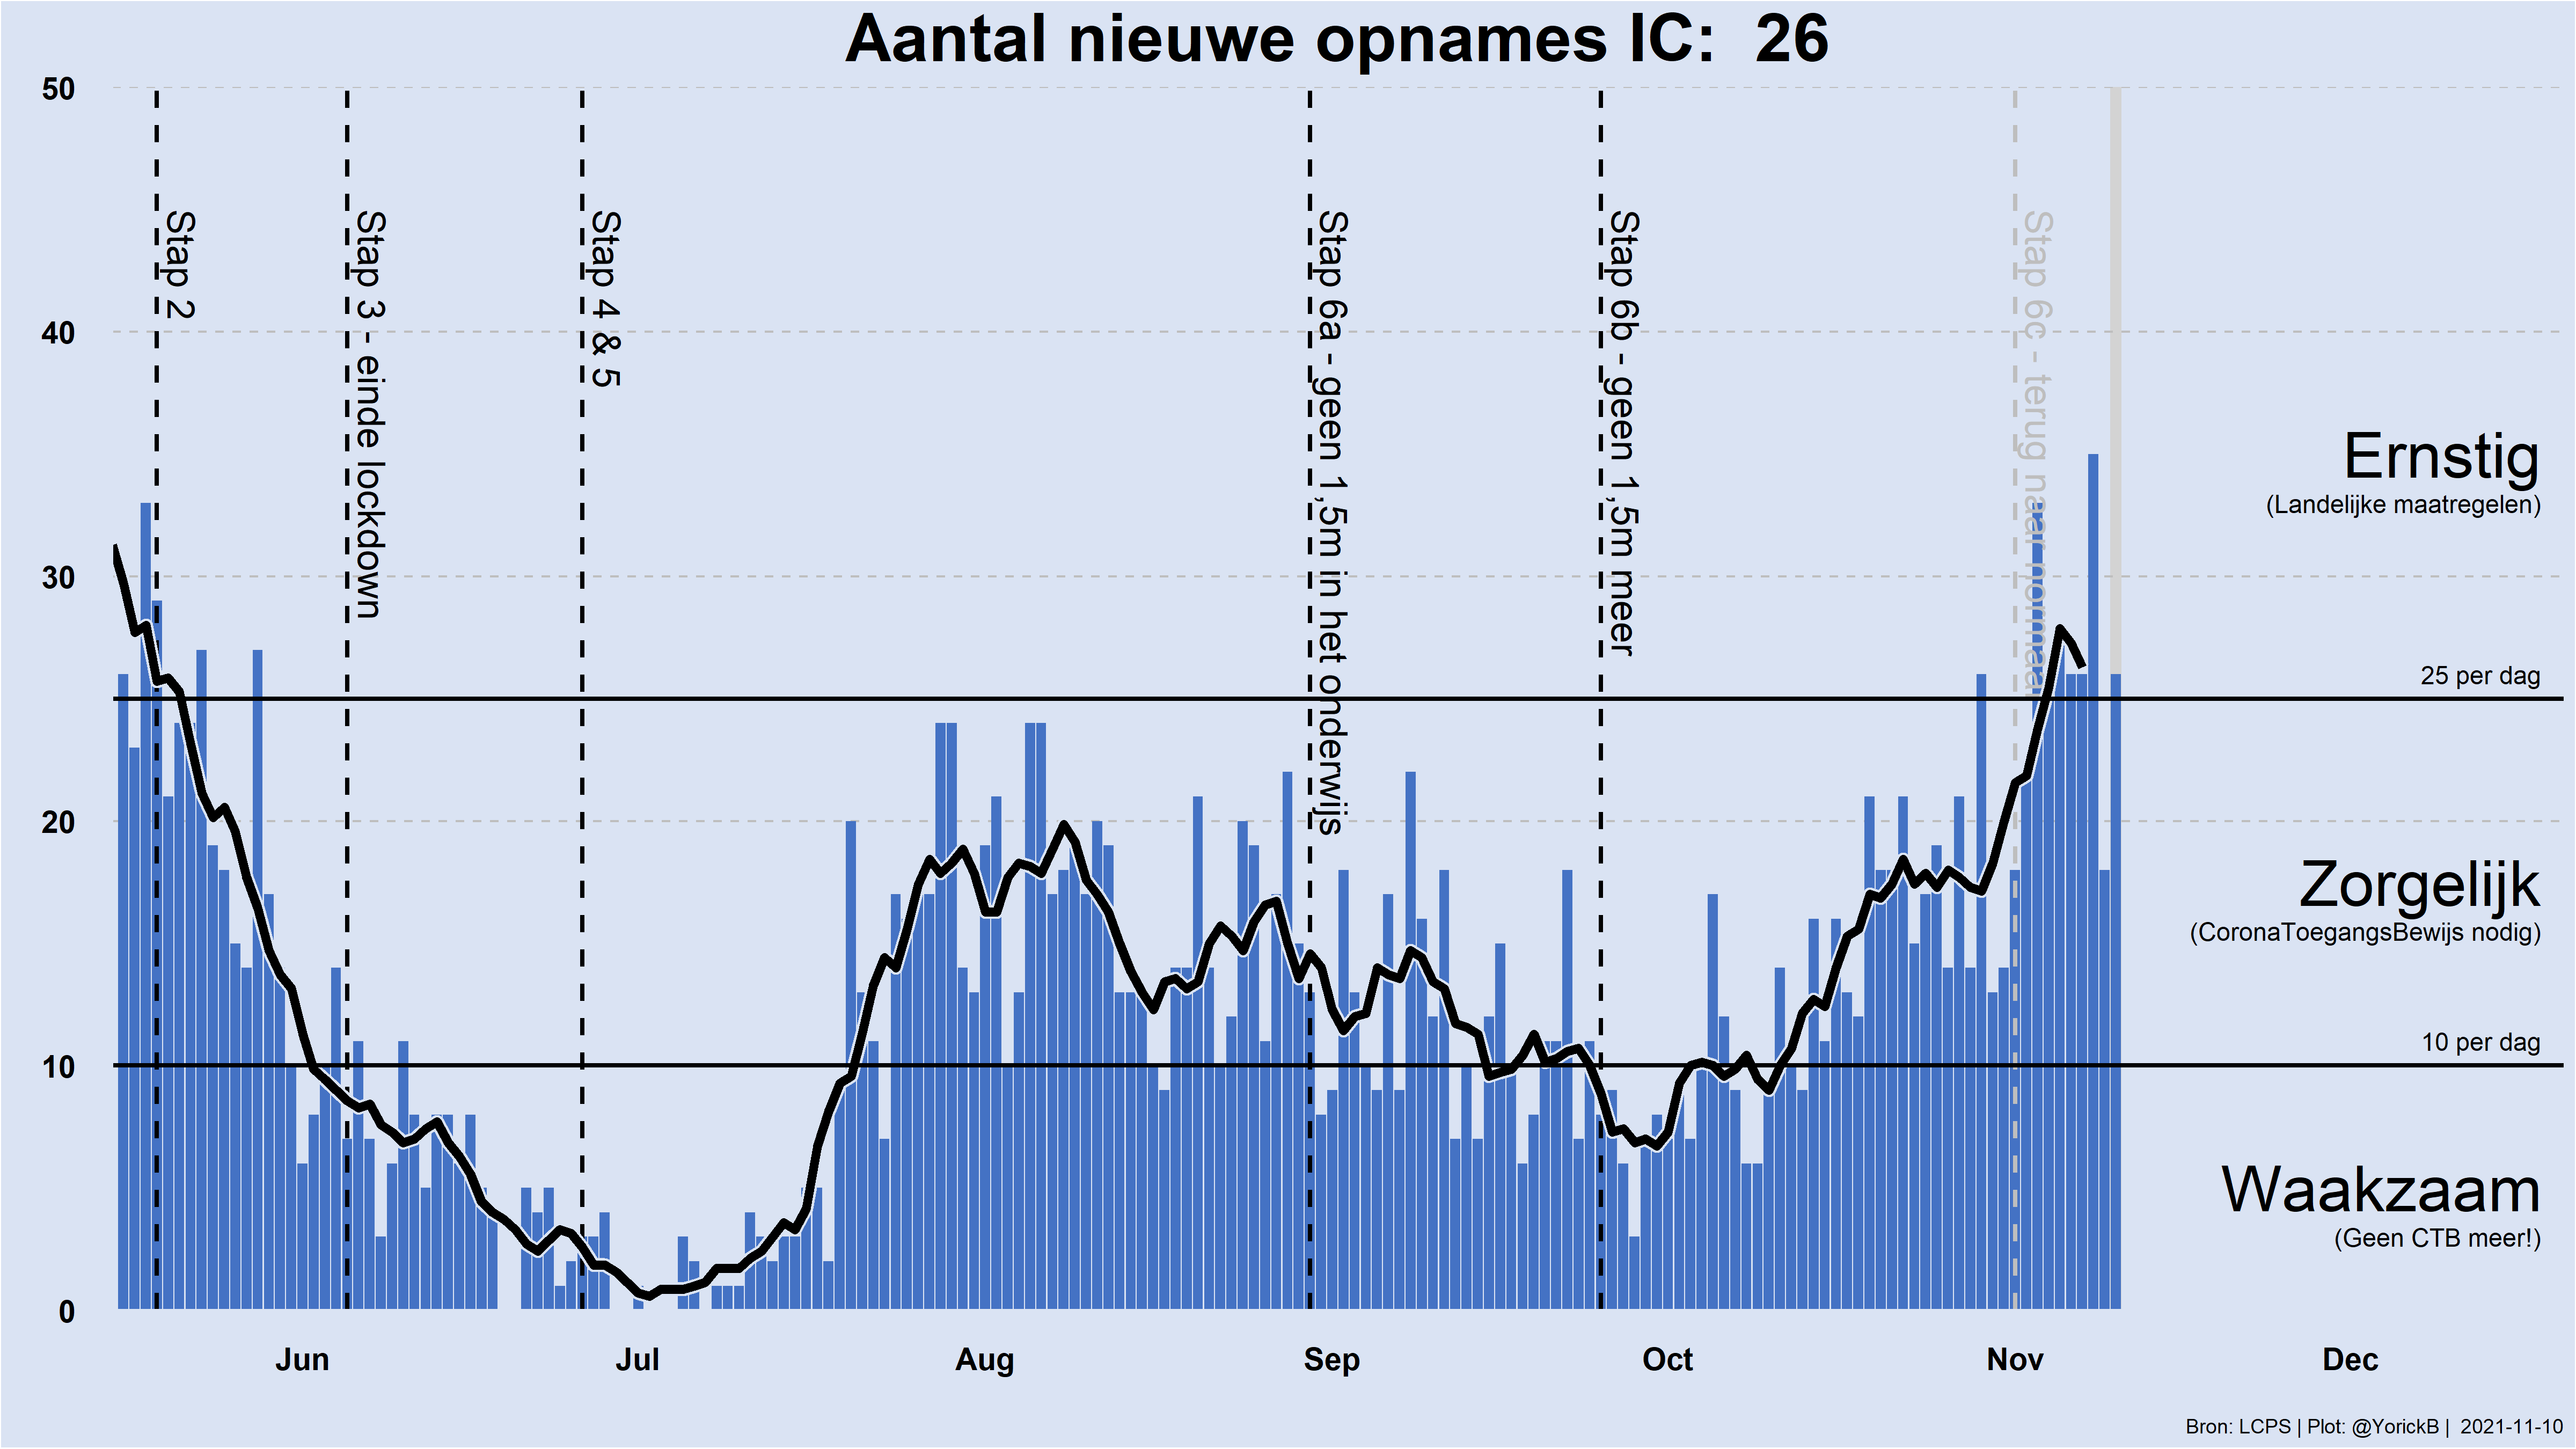 Aantal nieuwe opnames IC: 26
50
40
30
20
10
0
Stap 2
Stap 3 - einde lockdown
Stap 4 & 5
Stap 6a - geen 1,5m in het onderwijs
Stap 6b - geen 1,5m meer
Stap 6c - terug naar normaal
Ernstig
(Landelijke maatregelen)
25 per dag
Zorgelijk
(CoronaToegangsBewijs nodig)
10 per dag
Waakzaam
(Geen CTB meer!)
Jun
Jul
Aug
Sep
Oct
Nov
Dec
Bron: LCPS | Plot: @YorickB | 2021-11-10